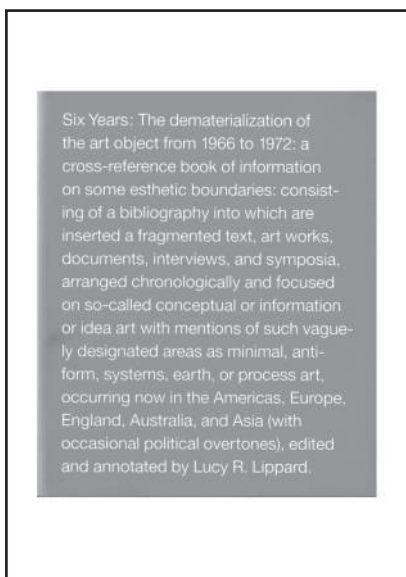 Six Years: The dematerialization of
the art object from 1966 to 1972: a
cross-reference book of information
on some esthetic boundaries: consist-
ing of a bibliography into which are
inserted a fragmented text, art works,
documents, interviews, and symposia,
arranged chronologically and focused
on so-called conceptual or information
or idea art with mentions of such vague-
ly designated areas as minimal, anti-
form, systems, earth, or process art,
occurring now in the Americas, Europe,
England, Australia, and Asia (with
occasional political overtones), edited
and annotated by Lucy R. Lippard.